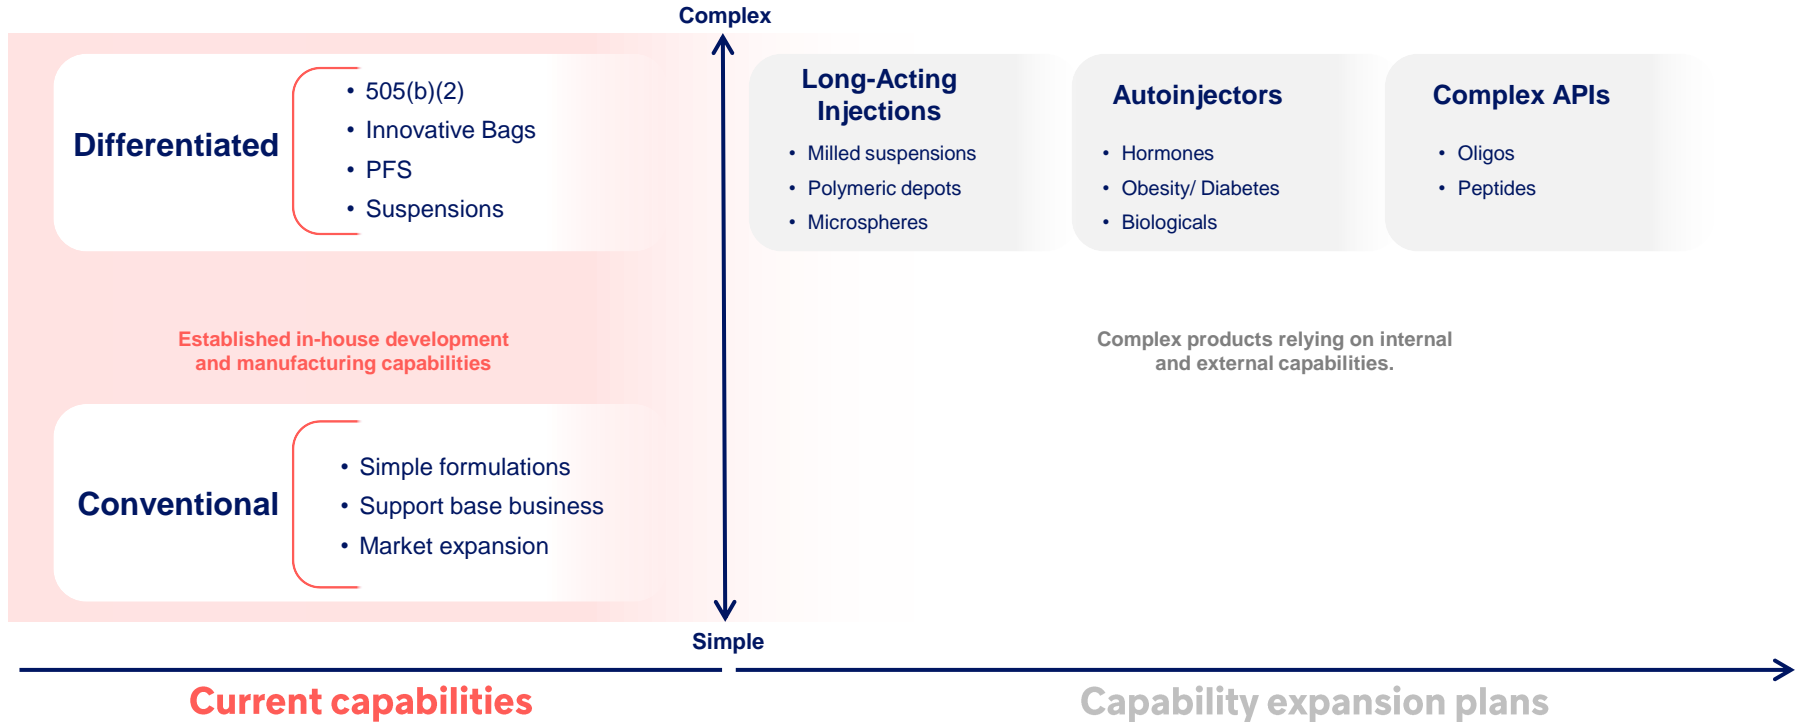 Complex
Differentiated
• 505(b)(2)
• Innovative Bags
• PFS
• Suspensions
Established in-house development
and manufacturing capabilities
Conventional
• Simple formulations
• Support base business
• Market expansion
Long-Acting
Injections
• Milled suspensions
• Polymeric depots
• Microspheres
Autoinjectors
• Hormones
• Obesity/ Diabetes
• Biologicals
Complex APIs
• Oligos
• Peptides
Complex products relying on internal
and external capabilities.
Simple
Current capabilities
Capability expansion plans